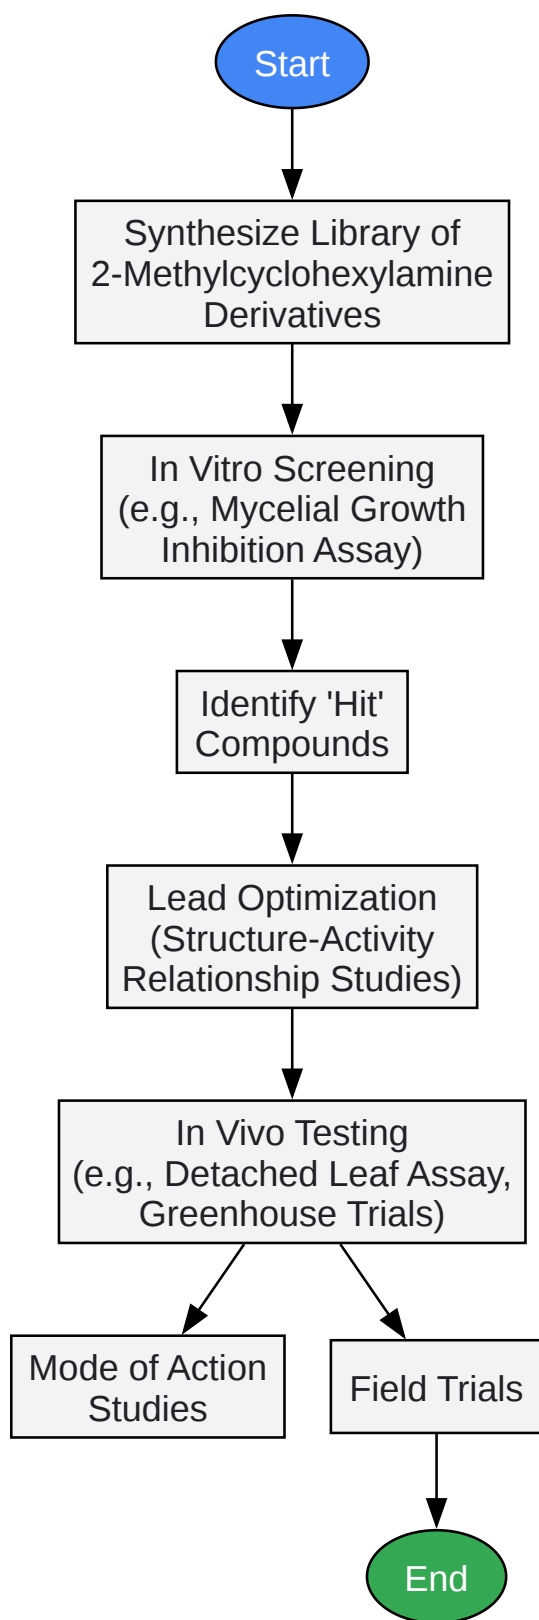 Start
Synthesize Library of
2-Methylcyclohexylamine
Derivatives
In Vitro Screening
(e.g., Mycelial Growth
Inhibition Assay)
Identify 'Hit'
Compounds
Lead Optimization
(Structure-Activity
Relationship Studies)
In Vivo Testing
(e.g., Detached Leaf Assay,
Greenhouse Trials)
Mode of Action
Studies
Field Trials
End